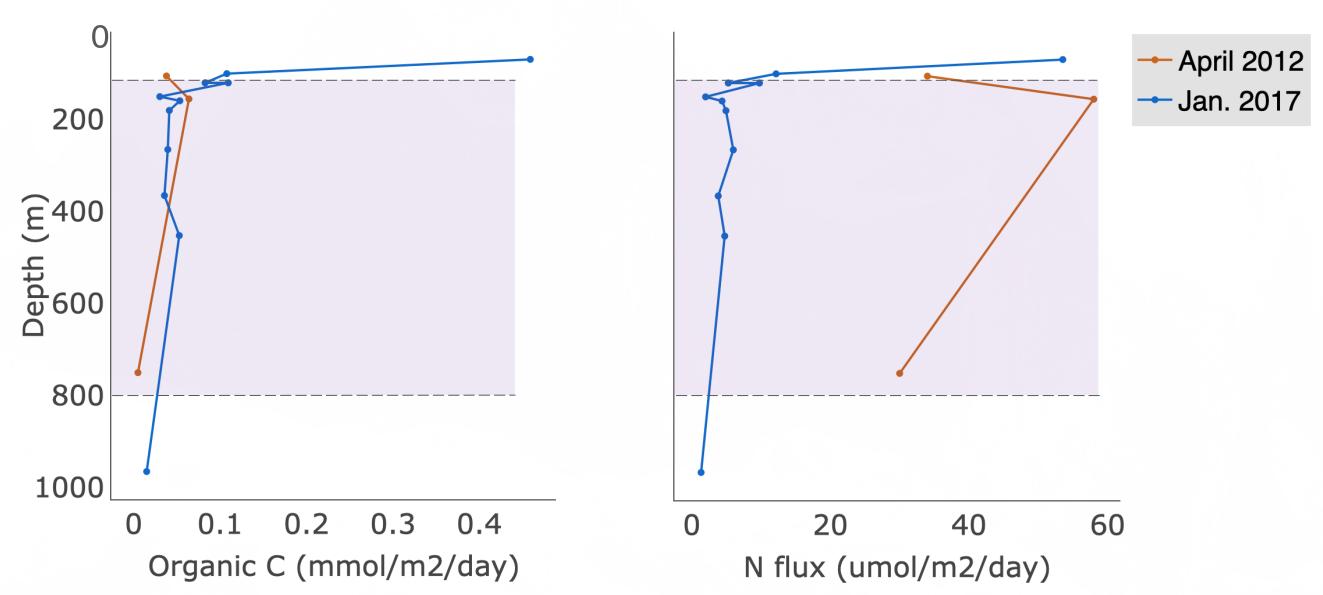 0
200
400
600
800
1000
Depth (m)
0 0.1 0.2 0.3 0.4
Organic C (mmol/m2/day)
0 20 40 60
N flux (umol/m2/day)
April 2012
Jan. 2017